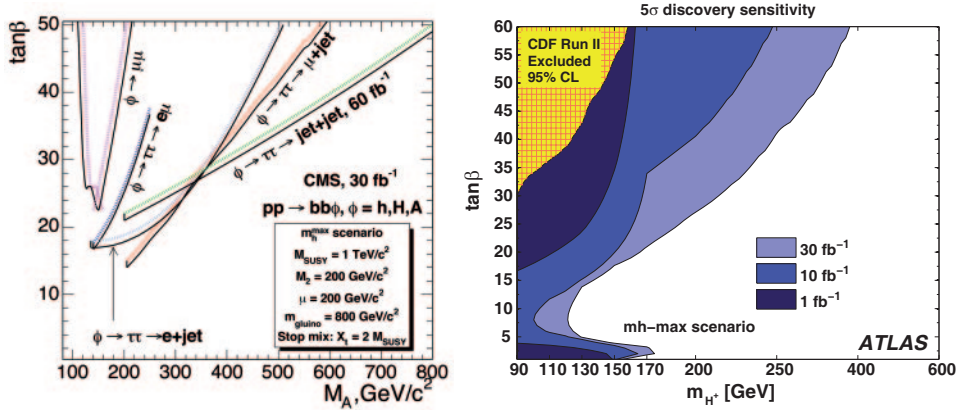 tanβ
50
40
30
20
10
100 200 300 400 500 600 700 800
M_A,GeV/c²
φ → μμ
φ → ττ → eμ
φ → ττ → μ+jet
φ → ττ → jet+jet, 60 fb⁻¹
CMS, 30 fb⁻¹
pp → bbφ, φ = h,H,A
m_h^max scenario
M_SUSY = 1 TeV/c²
M₂ = 200 GeV/c²
μ = 200 GeV/c²
m_gluino = 800 GeV/c²
Stop mix: X_t = 2 M_SUSY
φ → ττ →e+jet
5σ discovery sensitivity
tanβ
60
55
50
45
40
35
30
25
20
15
10
5
CDF Run II
Excluded
95% CL
30 fb⁻¹
10 fb⁻¹
1 fb⁻¹
mh–max scenario
ATLAS
90 110 130 150 170 200 250 400 600
m_H⁺ [GeV]